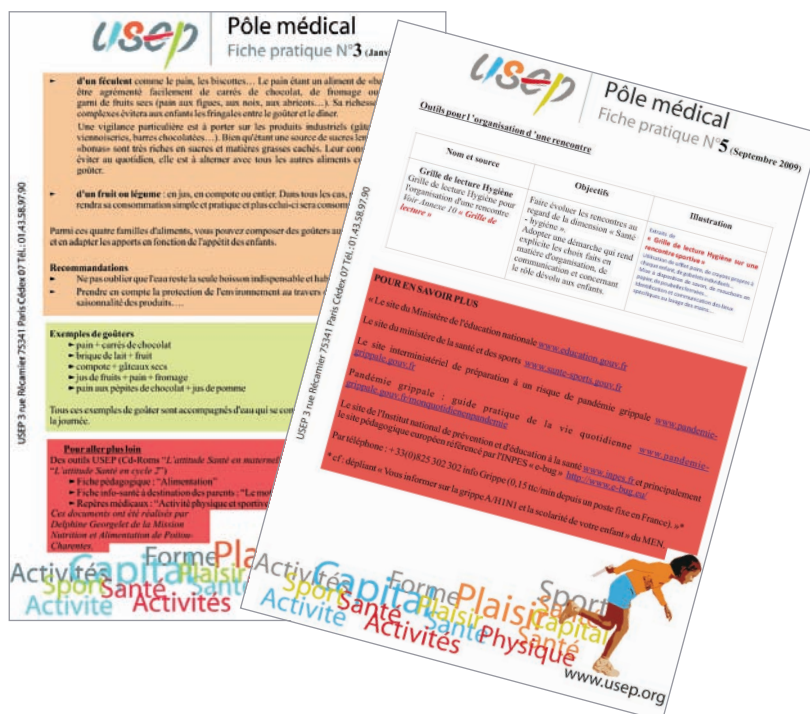 usep
Pôle médical
Fiche pratique N°3 (Janv
► d'un féculent comme le pain, les biscottes… Le pain étant un aliment de «ba
être agrémenté facilement de carrés de chocolat, de fromage ou
garni de fruits secs (pain aux figues, aux noix, aux abricots…). Sa richesse
complexes évitera aux enfants les fringales entre le goûter et le dîner.
Une vigilance particulière est à porter sur les produits industriels (gât
viennoiseries, barres chocolatées…). Bien qu'étant une source de sucres len
«bonus» sont très riches en sucres et matières grasses cachés. Leur cons
éviter au quotidien, elle est à alterner avec tous les autres aliments c
goûter.
► d'un fruit ou légume : en jus, en compote ou entier. Dans tous les cas,
rendra sa consommation simple et pratique et plus celui-ci sera consom
Parmi ces quatre familles d'aliments, vous pouvez composer des goûters au
et en adapter les apports en fonction de l'appétit des enfants.
Recommandations
► Ne pas oublier que l'eau reste la seule boisson indispensable et hab
► Prendre en compte la protection de l'environnement au travers
saisonnalité des produits….
Exemples de goûters
► pain + carrés de chocolat
► brique de lait + fruit
► compote + gâteaux secs
► jus de fruits + pain + fromage
► pain aux pépites de chocolat + jus de pomme
Tous ces exemples de goûter sont accompagnés d'eau qui se con
la journée.
Pour aller plus loin
Des outils USEP (Cd-Roms "L'attitude Santé en maternel
"L'attitude Santé en cycle 2")
► Fiche pédagogique : "Alimentation"
► Fiche info-santé à destination des parents : "Le mo
► Repères médicaux : "Activité physique et sportive
Ces documents ont été réalisés par
Delphine Georgelet de la Mission
Nutrition et Alimentation de Poitou-
Charentes.
USEP 3 rue Récamier 75341 Paris Cédex 07 Tél.: 01.43.58.97.90
Activités Capital Forme Pla
Sport Santé Plaisir
Activité Activités Santé
usep
Pôle médical
Fiche pratique N°5 (Septembre 2009)
Outils pour l'organisation d'une rencontre
Nom et source
Objectifs
Illustration
Grille de lecture Hygiène
Grille de lecture Hygiène pour
l'organisation d'une rencontre
Voir Annexe 10 « Grille de
lecture »
Faire évoluer les rencontres au
regard de la dimension « Santé
- hygiène ».
Adopter une démarche qui rend
explicite les choix faits en
matière d'organisation, de
communication et concernant
le rôle dévolu aux enfants.
Extraits de
« Grille de lecture Hygiène sur une
rencontre sportive »
POUR EN SAVOIR PLUS
« Le site du Ministère de l'éducation nationale www.education.gouv.fr
Le site du ministère de la santé et des sports www.sante-sports.gouv.fr
Le site interministériel de préparation à un risque de pandémie grippale www.pandemie-
grippale.gouv.fr
Pandémie grippale : guide pratique de la vie quotidienne www.pandemie-
grippale.gouv.fr/monquotidienenpandemie
Le site de l'Institut national de prévention et d'éducation à la santé www.inpes.fr et principalement
le site pédagogique européen référencé par l'INPES « e-bug » http://www.e-bug.eu/
Par téléphone : +33(0)825 302 302 info Grippe (0,15 ttc/min depuis un poste fixe en France). »*
* cf : dépliant « Vous informer sur la grippe A/H1N1 et la scolarité de votre enfant » du MEN.
USEP 3 rue Récamier 75341 Paris Cédex 07 Tél.: 01.43.58.97.90
Activités Capital Forme Plaisir Sport
Sport Santé Plaisir Santé Capital
Activité Activités Santé Physique Santé
www.usep.org